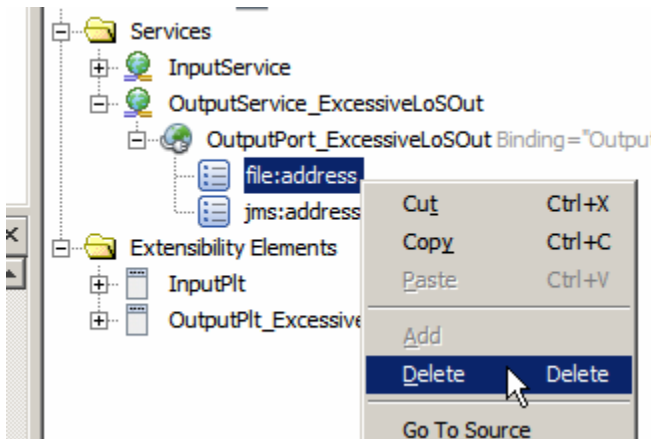 Services
InputService
OutputService_ExcessiveLoSOut
OutputPort_ExcessiveLoSOut Binding="Outpu
file:address
jms:address
Cut Ctrl+X
Copy Ctrl+C
Paste Ctrl+V
Extensibility Elements
InputPlt
OutputPlt_Excessive
Add
Delete Delete
Go To Source